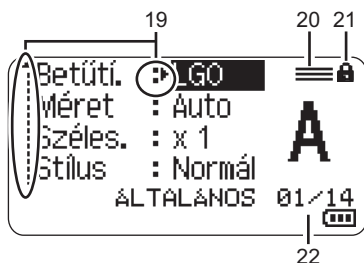 19 20 21
Betűtí. : LGO
Méret : Auto
Széles. : x 1
Stílus : Normál
A
ÁLTALÁNOS 01/14
22